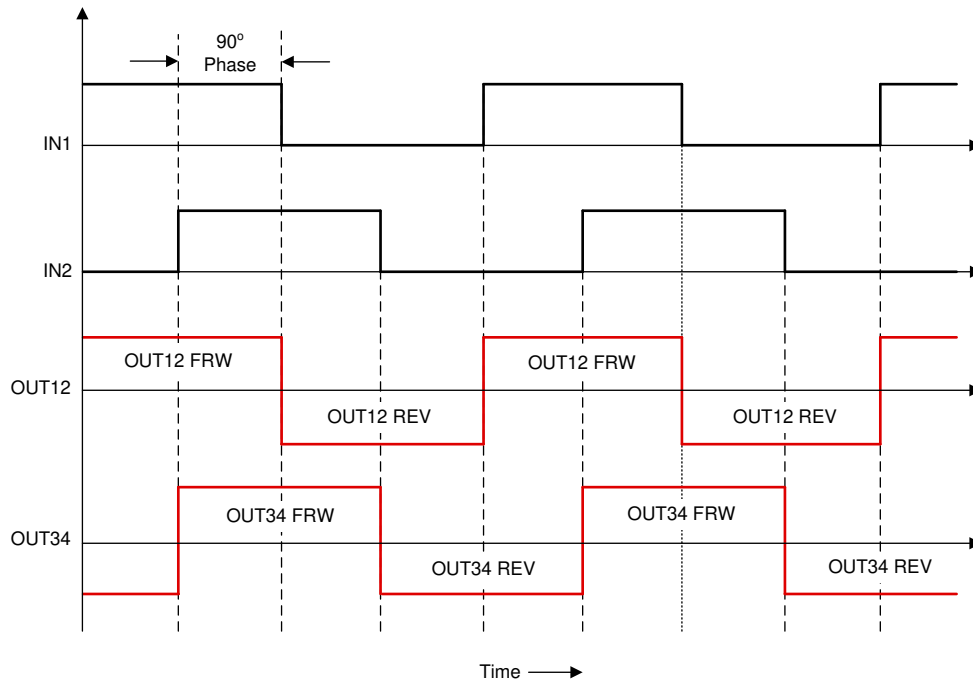 90o
Phase
IN1
IN2
OUT12 FRW
OUT12 FRW
OUT12
OUT12 REV
OUT12 REV
OUT34 FRW
OUT34 FRW
OUT34
OUT34 REV
OUT34 REV
Time